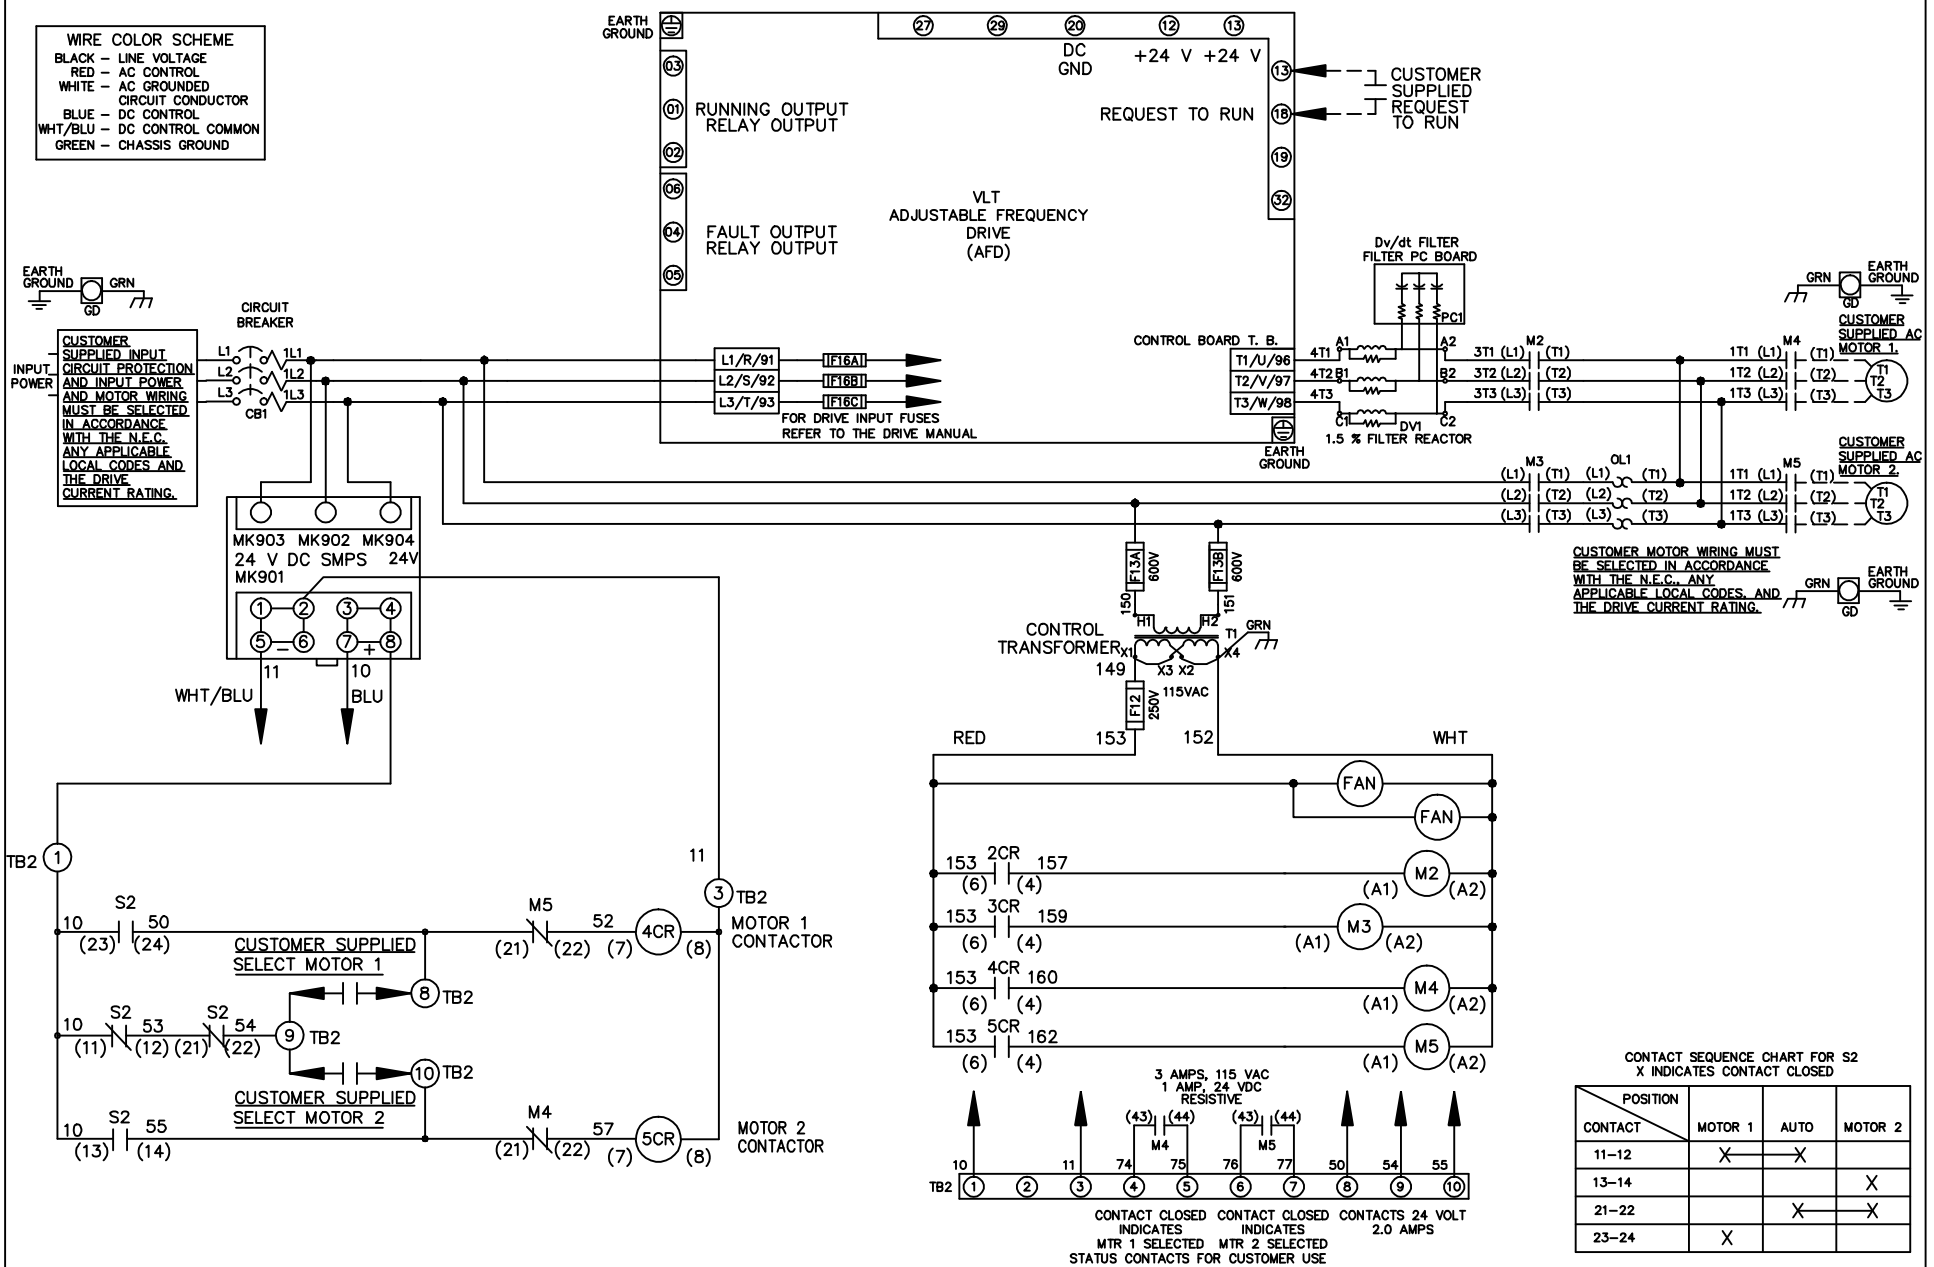 WIRE COLOR SCHEME
BLACK – LINE VOLTAGE
RED – AC CONTROL
WHITE – AC GROUNDED
CIRCUIT CONDUCTOR
BLUE – DC CONTROL
WHT/BLU – DC CONTROL COMMON
GREEN – CHASSIS GROUND
EARTH
GROUND
27 29 20 12 13
DC
GND
+24 V +24 V
03
01
02
RUNNING OUTPUT
RELAY OUTPUT
06
04
05
FAULT OUTPUT
RELAY OUTPUT
VLT
ADJUSTABLE FREQUENCY
DRIVE
(AFD)
REQUEST TO RUN
13
18
19
32
CUSTOMER
SUPPLIED
REQUEST
TO RUN
EARTH
GROUND
GRN
GD
INPUT
POWER
CUSTOMER
SUPPLIED INPUT
CIRCUIT PROTECTION
AND INPUT POWER
AND MOTOR WIRING
MUST BE SELECTED
IN ACCORDANCE
WITH THE N.E.C.
ANY APPLICABLE
LOCAL CODES AND
THE DRIVE
CURRENT RATING.
CIRCUIT
BREAKER
L1 1L1
L2 1L2
L3 1L3
CB1
L1/R/91 F16A
L2/S/92 F16B
L3/T/93 F16C
FOR DRIVE INPUT FUSES
REFER TO THE DRIVE MANUAL
CONTROL BOARD T. B.
T1/U/96
T2/V/97
T3/W/98
EARTH
GROUND
Dv/dt FILTER
FILTER PC BOARD
PC1
4T1 A1 A2
4T2 B1 B2
4T3 C1 C2
DV1
1.5 % FILTER REACTOR
M2
3T1 (L1) (T1)
3T2 (L2) (T2)
3T3 (L3) (T3)
M4
1T1 (L1) (T1)
1T2 (L2) (T2)
1T3 (L3) (T3)
T1
T2
T3
GRN
GD
EARTH
GROUND
CUSTOMER
SUPPLIED AC
MOTOR 1.
M3 OL1
(L1) (T1) (L1) (T1)
(L2) (T2) (L2) (T2)
(L3) (T3) (L3) (T3)
M5
1T1 (L1) (T1)
1T2 (L2) (T2)
1T3 (L3) (T3)
T1
T2
T3
CUSTOMER
SUPPLIED AC
MOTOR 2.
CUSTOMER MOTOR WIRING MUST
BE SELECTED IN ACCORDANCE
WITH THE N.E.C., ANY
APPLICABLE LOCAL CODES, AND
THE DRIVE CURRENT RATING.
GRN
GD
EARTH
GROUND
MK903 MK902 MK904
24 V DC SMPS 24V
MK901
1 2 3 4
5 – 6 7 + 8
11 10
WHT/BLU BLU
F13A 600V
F13B 600V
150 151
H1 H2
CONTROL
TRANSFORMER
T1
GRN
X1 X3 X2 X4
149
F12 250V
115VAC
153 152
RED WHT
FAN
FAN
153 2CR 157
(6) (4)
(A1) M2 (A2)
153 3CR 159
(6) (4)
(A1) M3 (A2)
153 4CR 160
(6) (4)
(A1) M4 (A2)
153 5CR 162
(6) (4)
(A1) M5 (A2)
TB2 1
11
3 TB2
10 S2 50
(23) (24)
M5
(21) (22)
52
(7) 4CR (8)
MOTOR 1
CONTACTOR
CUSTOMER SUPPLIED
SELECT MOTOR 1
8 TB2
10 S2 53 S2 54
(11) (12) (21) (22)
9 TB2
10 TB2
CUSTOMER SUPPLIED
SELECT MOTOR 2
10 S2 55
(13) (14)
M4
(21) (22)
57
(7) 5CR (8)
MOTOR 2
CONTACTOR
3 AMPS, 115 VAC
1 AMP, 24 VDC
RESISTIVE
(43) (44) (43) (44)
M4 M5
10 11 74 75 76 77 50 54 55
TB2 1 2 3 4 5 6 7 8 9 10
CONTACT CLOSED
INDICATES
MTR 1 SELECTED
CONTACT CLOSED
INDICATES
MTR 2 SELECTED
CONTACTS 24 VOLT
2.0 AMPS
STATUS CONTACTS FOR CUSTOMER USE
CONTACT SEQUENCE CHART FOR S2
X INDICATES CONTACT CLOSED
POSITION
CONTACT MOTOR 1 AUTO MOTOR 2
11–12 X X
13–14 X
21–22 X X
23–24 X